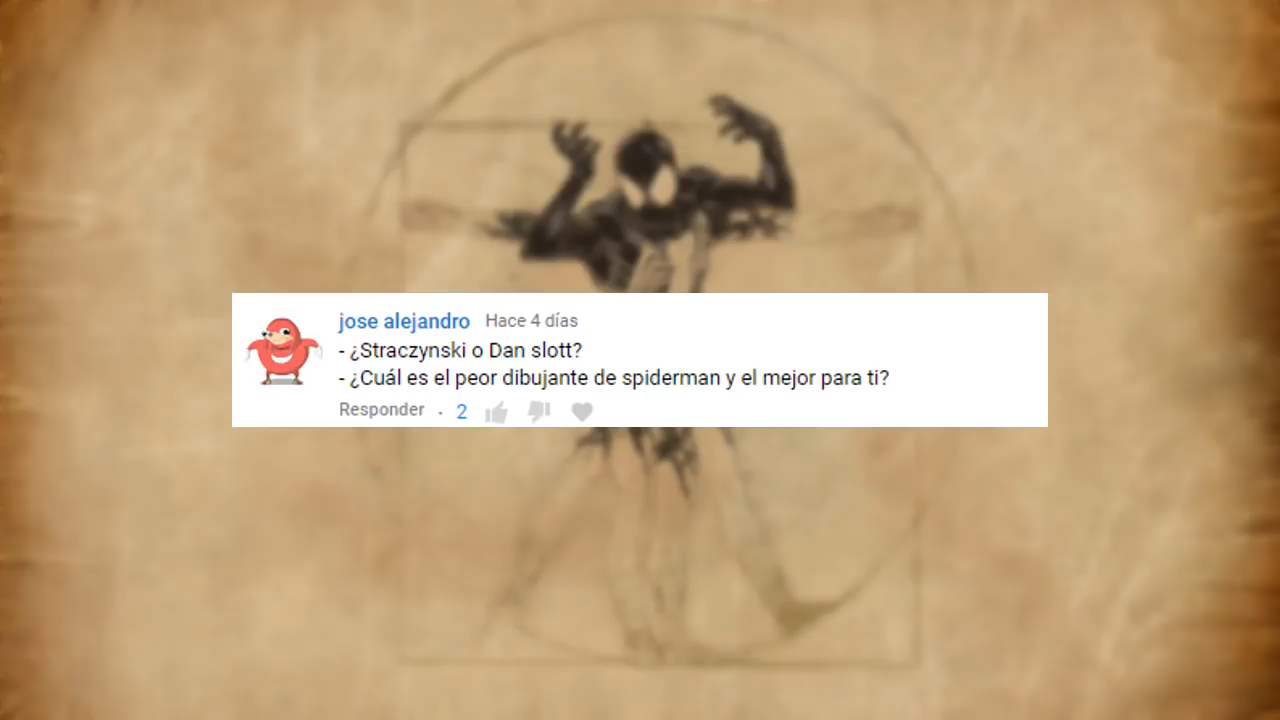 jose alejandro Hace 4 días
- ¿Straczynski o Dan slott?
- ¿Cuál es el peor dibujante de spiderman y el mejor para ti?
Responder . 2